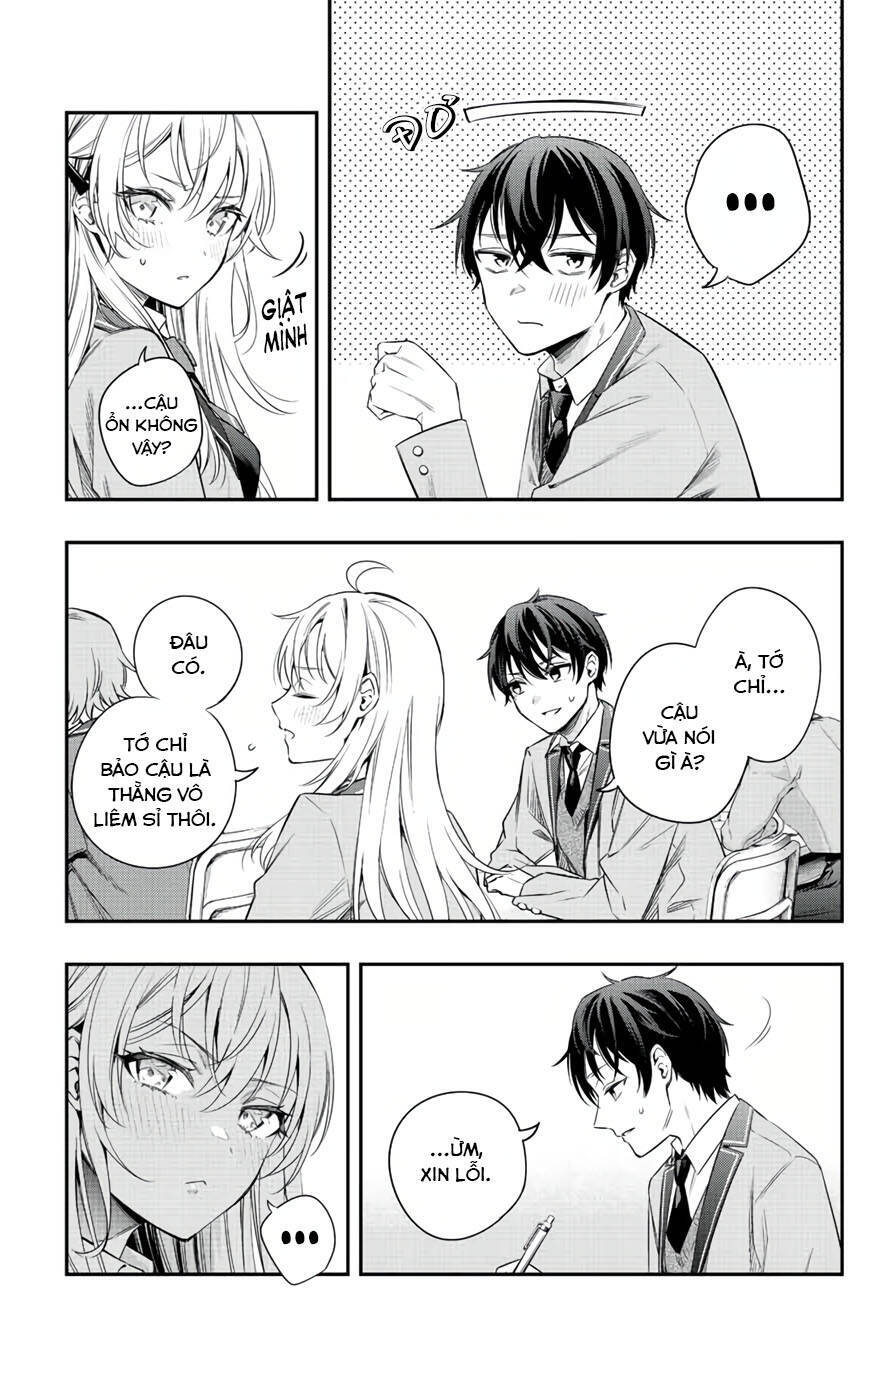 ĐỜ
•••
GIẬT
MÌNH
...CẬU
ỔN KHÔNG
VẬY?
À, TỚ
CHỈ...
CẬU
VỪA NÓI
GÌ À?
ĐÂU
CÓ.
TỚ CHỈ
BẢO CẬU LÀ
THẰNG VÔ
LIÊM SỈ THÔI.
...ỪM,
XIN LỖI.
•••